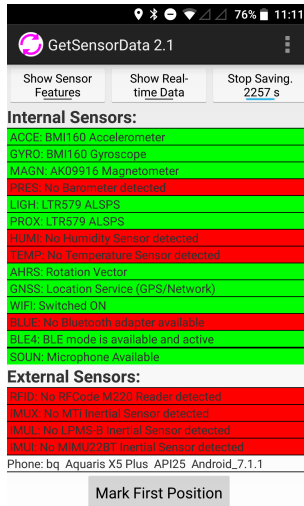 76% 11:11
GetSensorData 2.1
Show Sensor Features
Show Real-time Data
Stop Saving. 2257 s
Internal Sensors:
ACCE: BMI160 Accelerometer
GYRO: BMI160 Gyroscope
MAGN: AK09916 Magnetometer
PRES: No Barometer detected
LIGH: LTR579 ALSPS
PROX: LTR579 ALSPS
HUMI: No Humidity Sensor detected
TEMP: No Temperature Sensor detected
AHRS: Rotation Vector
GNSS: Location Service (GPS/Network)
WIFI: Switched ON
BLUE: No Bluetooth adapter available
BLE4: BLE mode is available and active
SOUN: Microphone Available
External Sensors:
RFID: No RFCode M220 Reader detected
iMUX: No MTi Inertial Sensor detected
IMUL: No LPMS-B Inertial Sensor detected
IMUI: No MIMU22BT Inertial Sensor detected
Phone: bq Aquaris X5 Plus API25 Android_7.1.1
Mark First Position